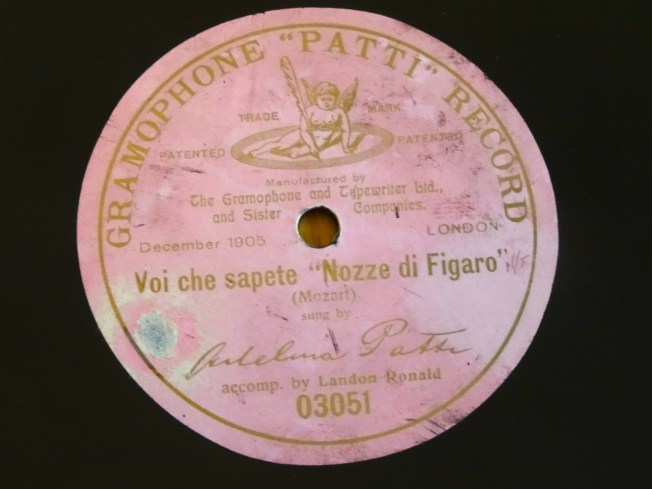 GRAMOPHONE "PATTI" RECORD
TRADE MARK
PATENTED PATENTED
Manufactured by
The Gramophone and Typewriter Ltd.,
and Sister Companies.
December 1905 LONDON
Voi che sapete "Nozze di Figaro"
(Mozart).
sung by
Adelina Patti
accomp. by Landon Ronald
03051